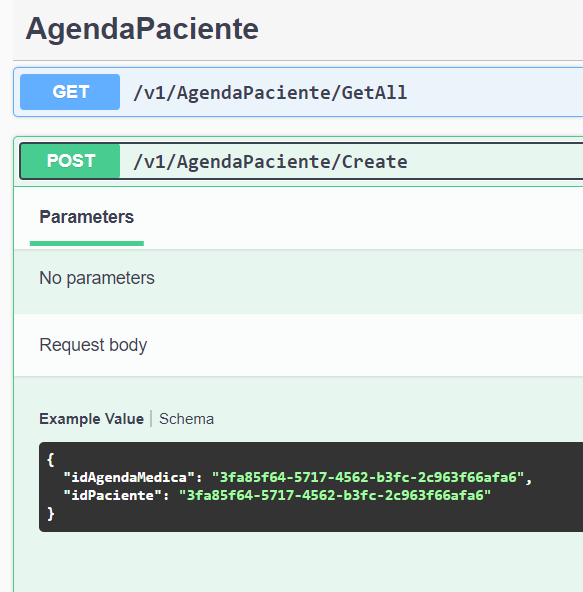 AgendaPaciente
GET /v1/AgendaPaciente/GetAll
POST /v1/AgendaPaciente/Create
Parameters
No parameters
Request body
Example Value | Schema
{
  "idAgendaMedica": "3fa85f64-5717-4562-b3fc-2c963f66afa6",
  "idPaciente": "3fa85f64-5717-4562-b3fc-2c963f66afa6"
}